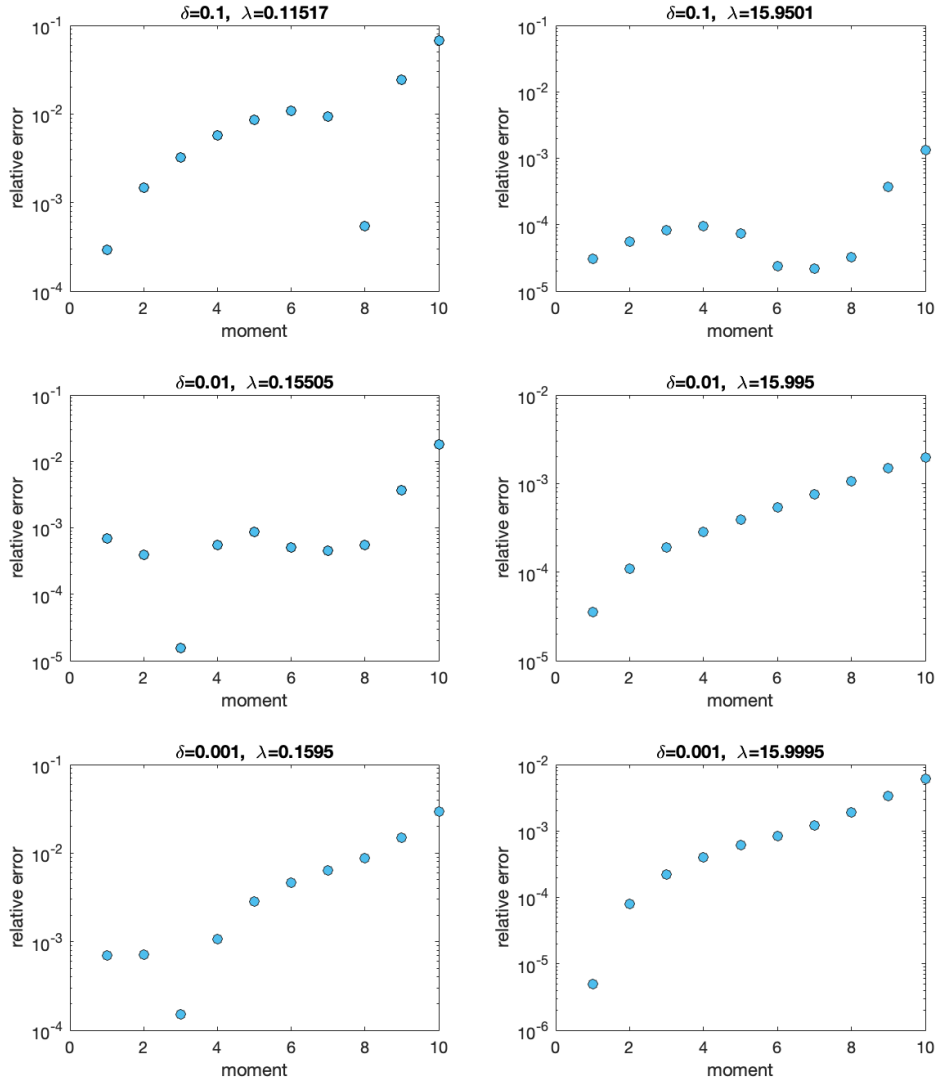 δ=0.1, λ=0.11517
10^-1
10^-2
10^-3
10^-4
relative error
0 2 4 6 8 10
moment
δ=0.1, λ=15.9501
10^-1
10^-2
10^-3
10^-4
10^-5
relative error
0 2 4 6 8 10
moment
δ=0.01, λ=0.15505
10^-1
10^-2
10^-3
10^-4
10^-5
relative error
0 2 4 6 8 10
moment
δ=0.01, λ=15.995
10^-2
10^-3
10^-4
10^-5
relative error
0 2 4 6 8 10
moment
δ=0.001, λ=0.1595
10^-1
10^-2
10^-3
10^-4
relative error
0 2 4 6 8 10
moment
δ=0.001, λ=15.9995
10^-2
10^-3
10^-4
10^-5
10^-6
relative error
0 2 4 6 8 10
moment